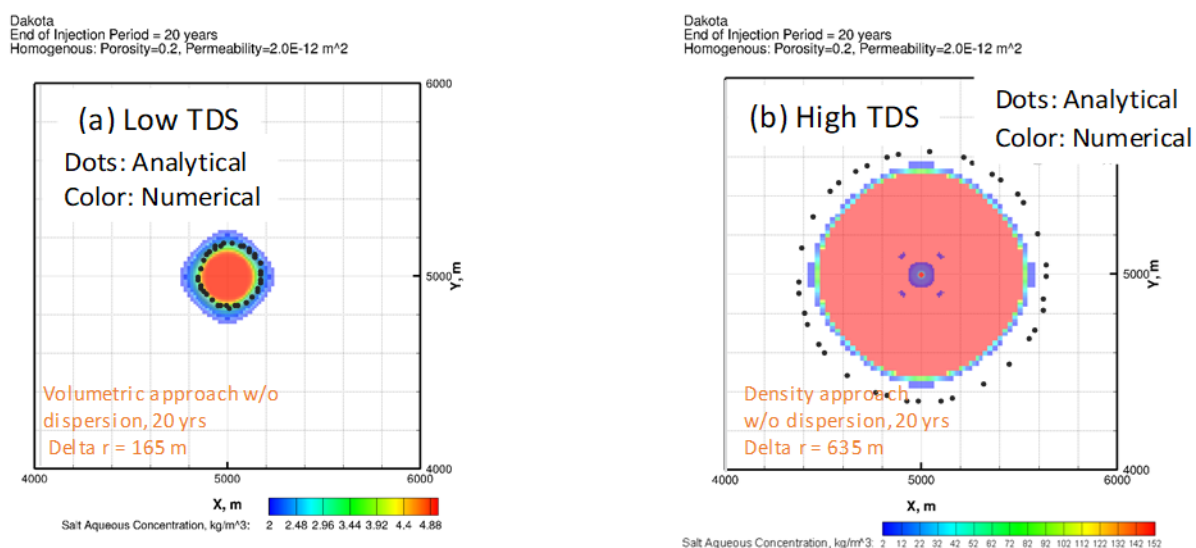 Dakota
End of Injection Period = 20 years
Homogenous: Porosity=0.2, Permeability=2.0E-12 m^2
(a) Low TDS
Dots: Analytical
Color: Numerical
Volumetric approach w/o
dispersion, 20 yrs
Delta r = 165 m
6000
5000
4000
Y, m
4000 5000 6000
X, m
Salt Aqueous Concentration, kg/m^3: 2 2.48 2.96 3.44 3.92 4.4 4.88
Dakota
End of Injection Period = 20 years
Homogenous: Porosity=0.2, Permeability=2.0E-12 m^2
(b) High TDS
Dots: Analytical
Color: Numerical
Density approach
w/o dispersion, 20 yrs
Delta r = 635 m
5000
4000
Y, m
4000 5000 6000
X, m
Salt Aqueous Concentration, kg/m^3: 2 12 22 32 42 52 62 72 82 92 102 112 122 132 142 152